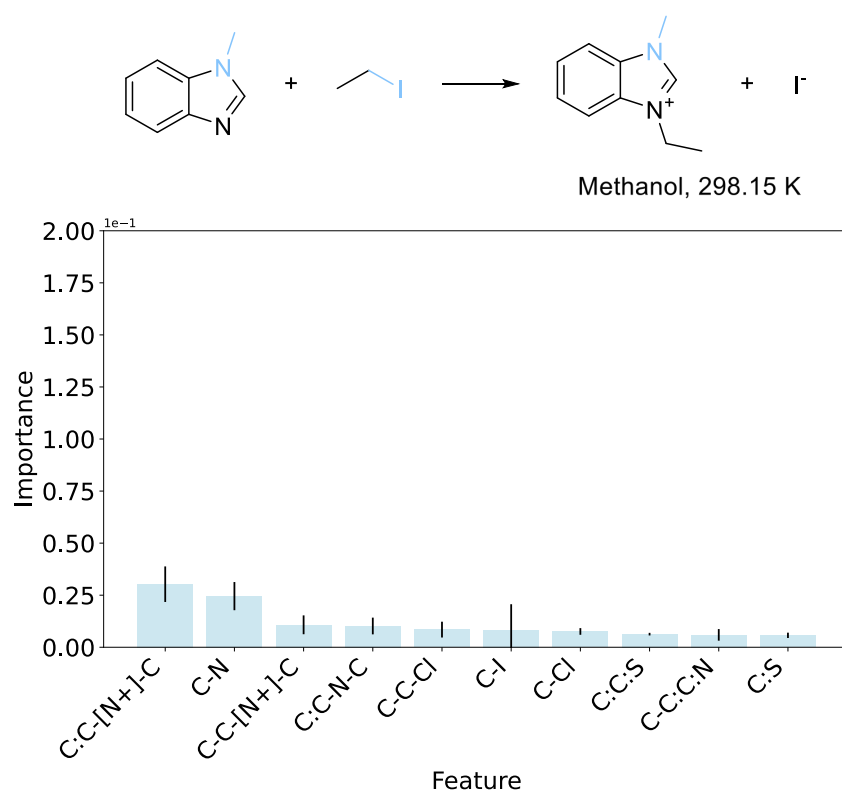 N
N
+
I
N
N+
+
I-
Methanol, 298.15 K
1e−1
2.00
1.75
1.50
1.25
1.00
0.75
0.50
0.25
0.00
Importance
C:C-[N+]-C
C-N
C-C-[N+]-C
C:C-N-C
C-C-Cl
C-I
C-Cl
C:C:S
C-C:C:N
C:S
Feature